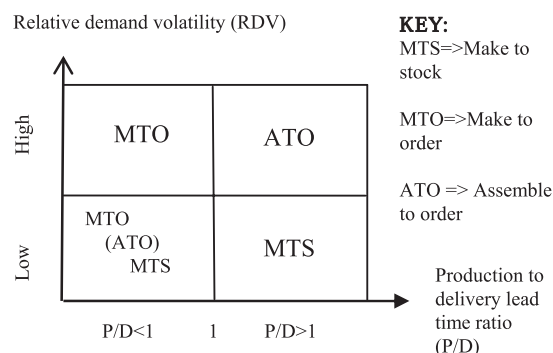 Relative demand volatility (RDV)
KEY:
MTS=>Make to
stock
MTO=>Make to
order
ATO => Assemble
to order
High
MTO
ATO
Low
MTO
(ATO)
MTS
MTS
P/D<1
1
P/D>1
Production to
delivery lead
time ratio
(P/D)